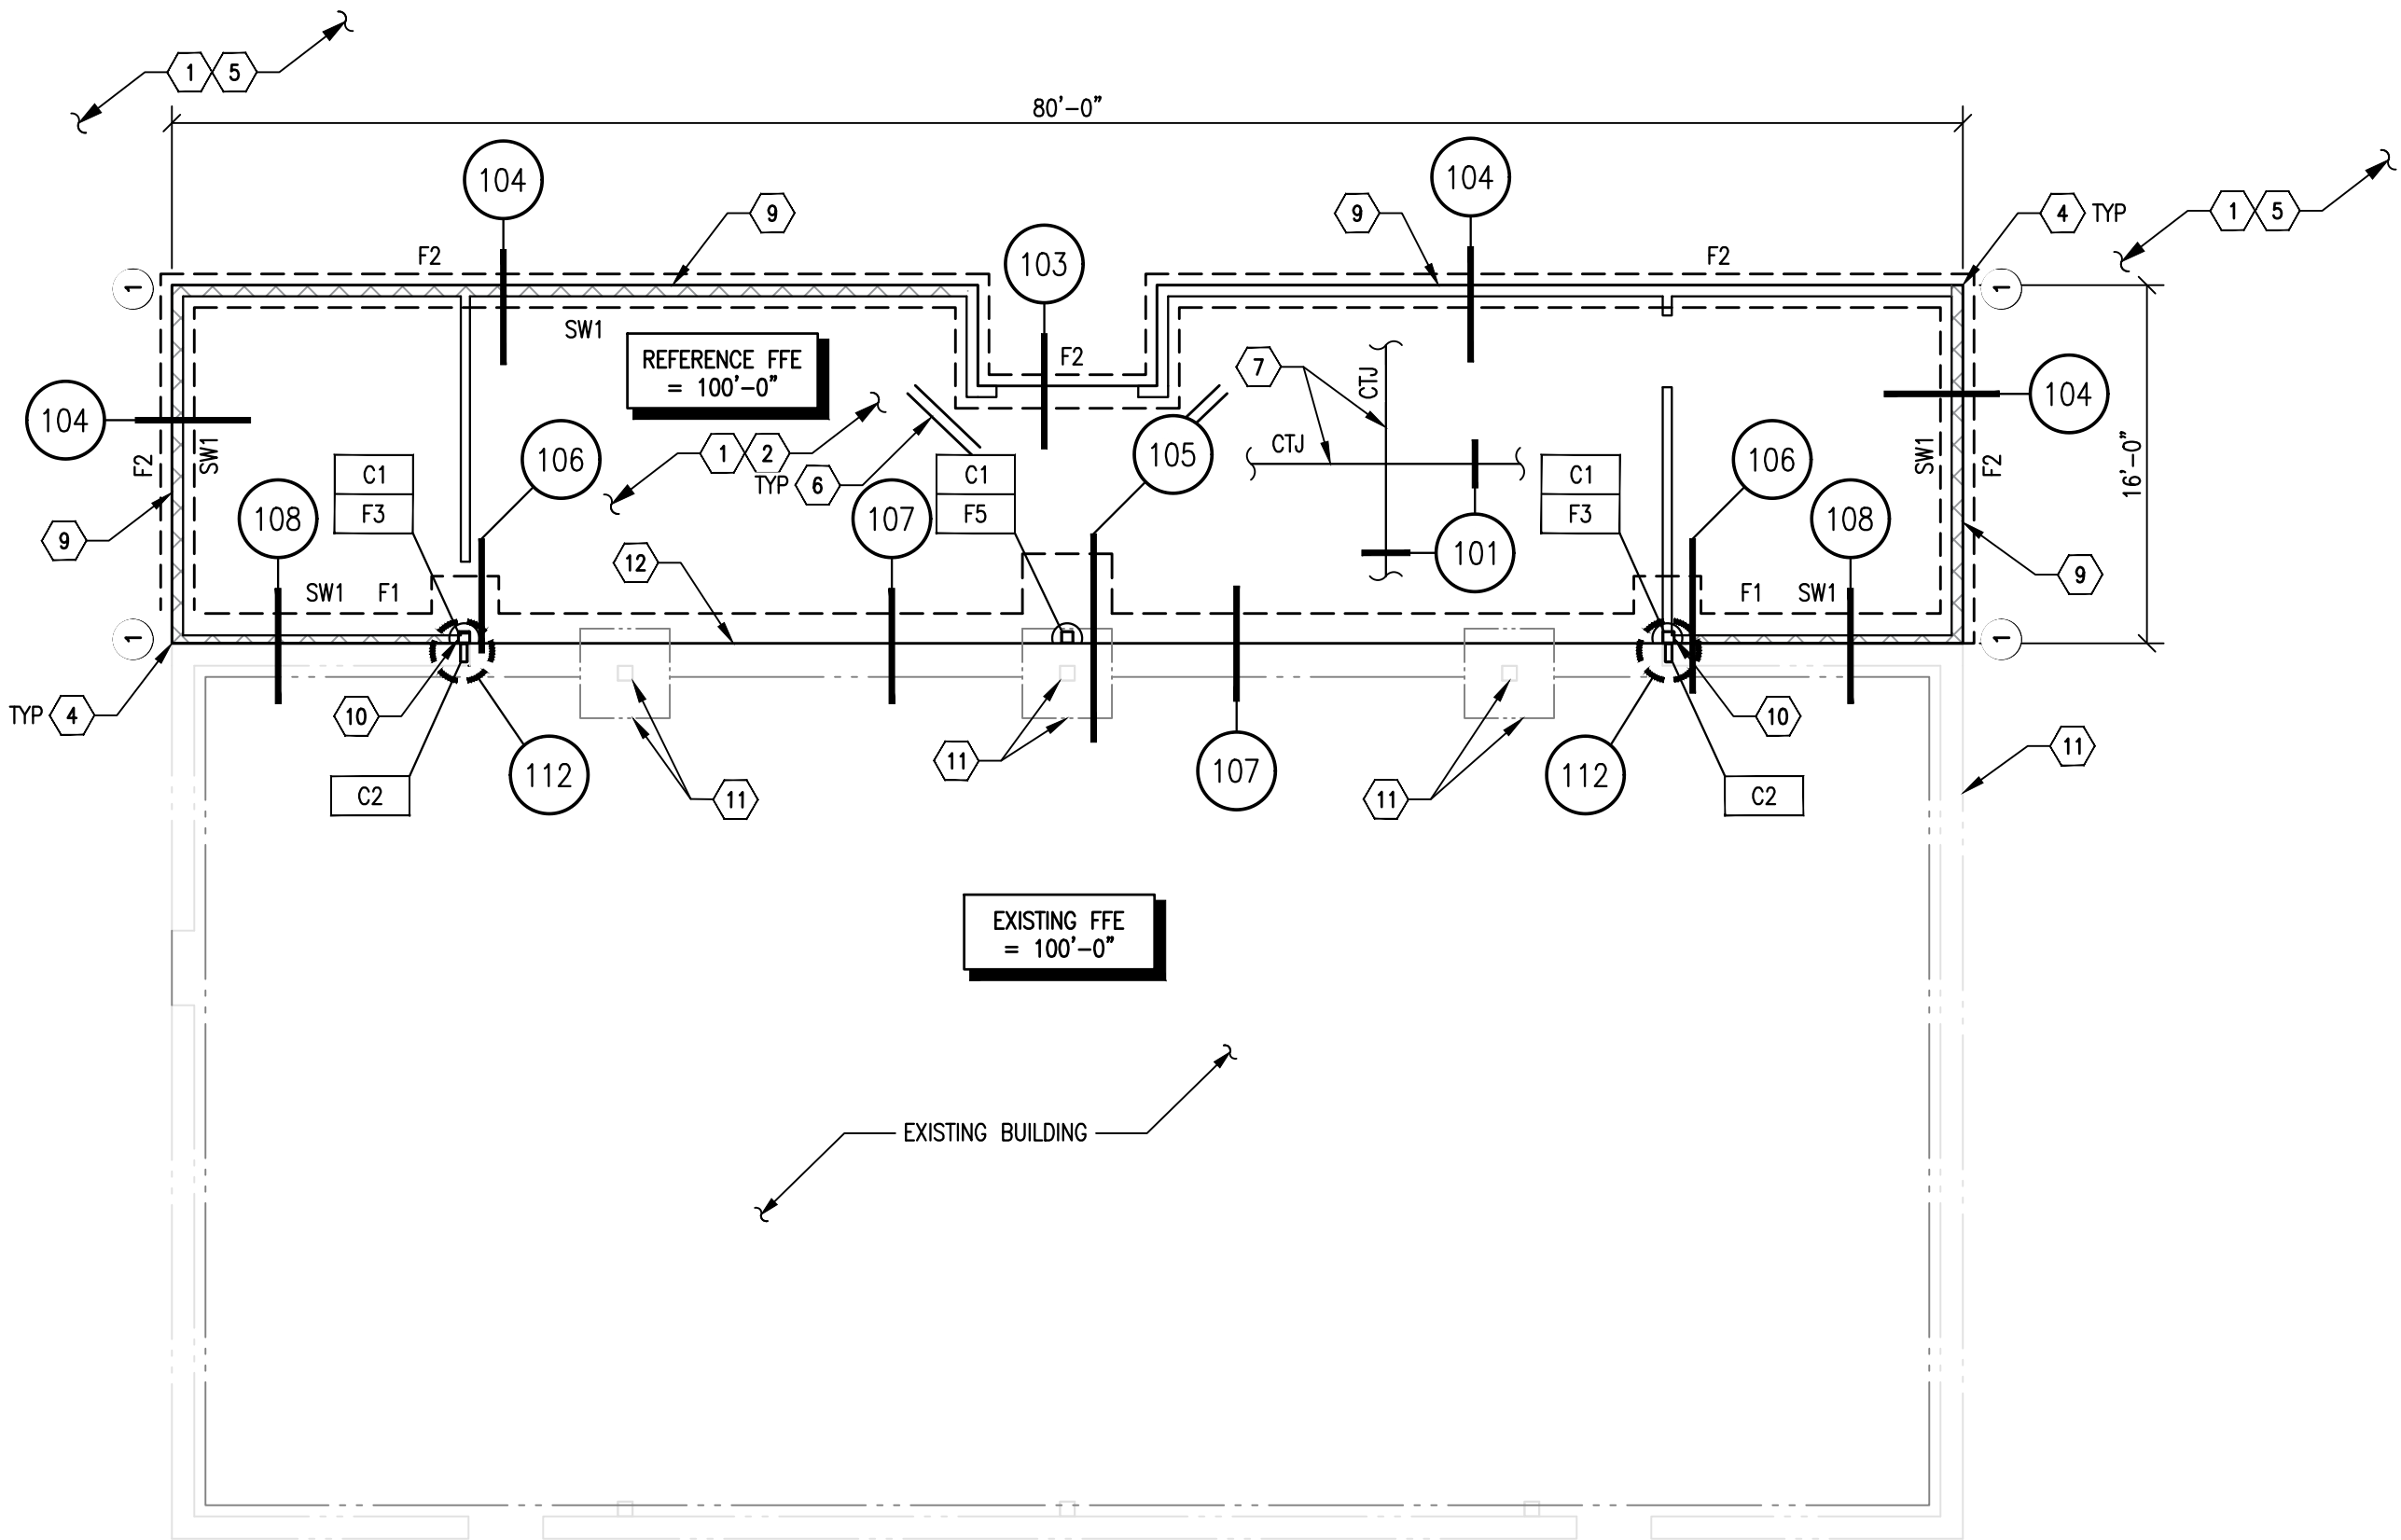 1 5
80'-0"
104
104
9
9
4 TYP
1 5
F2
103
F2
1
1
SW1
REFERENCE FFE
= 100'-0"
F2
7
CTJ
104
104
F2
SW1
106
1 2
TYP 6
CTJ
105
106
SW1
F2
16'-0"
C1
F3
C1
F5
C1
F3
108
107
108
101
9
12
9
SW1 F1
F1 SW1
1
1
TYP 4
10
10
11
11
112
107
112
11
11
C2
C2
EXISTING FFE
= 100'-0"
EXISTING BUILDING